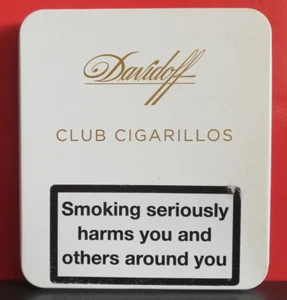 Davidoff
CLUB CIGARILLOS
Smoking seriously
harms you and
others around you